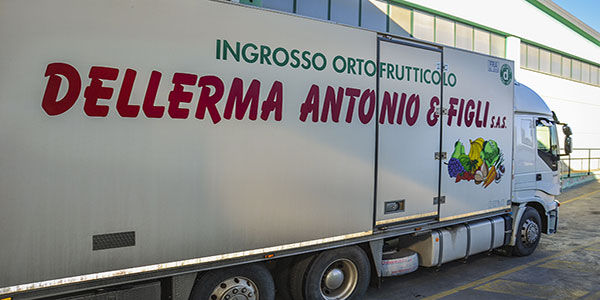 INGROSSO ORTOFRUTTICOLO
DELLERMA ANTONIO & FIGLI S.A.S.